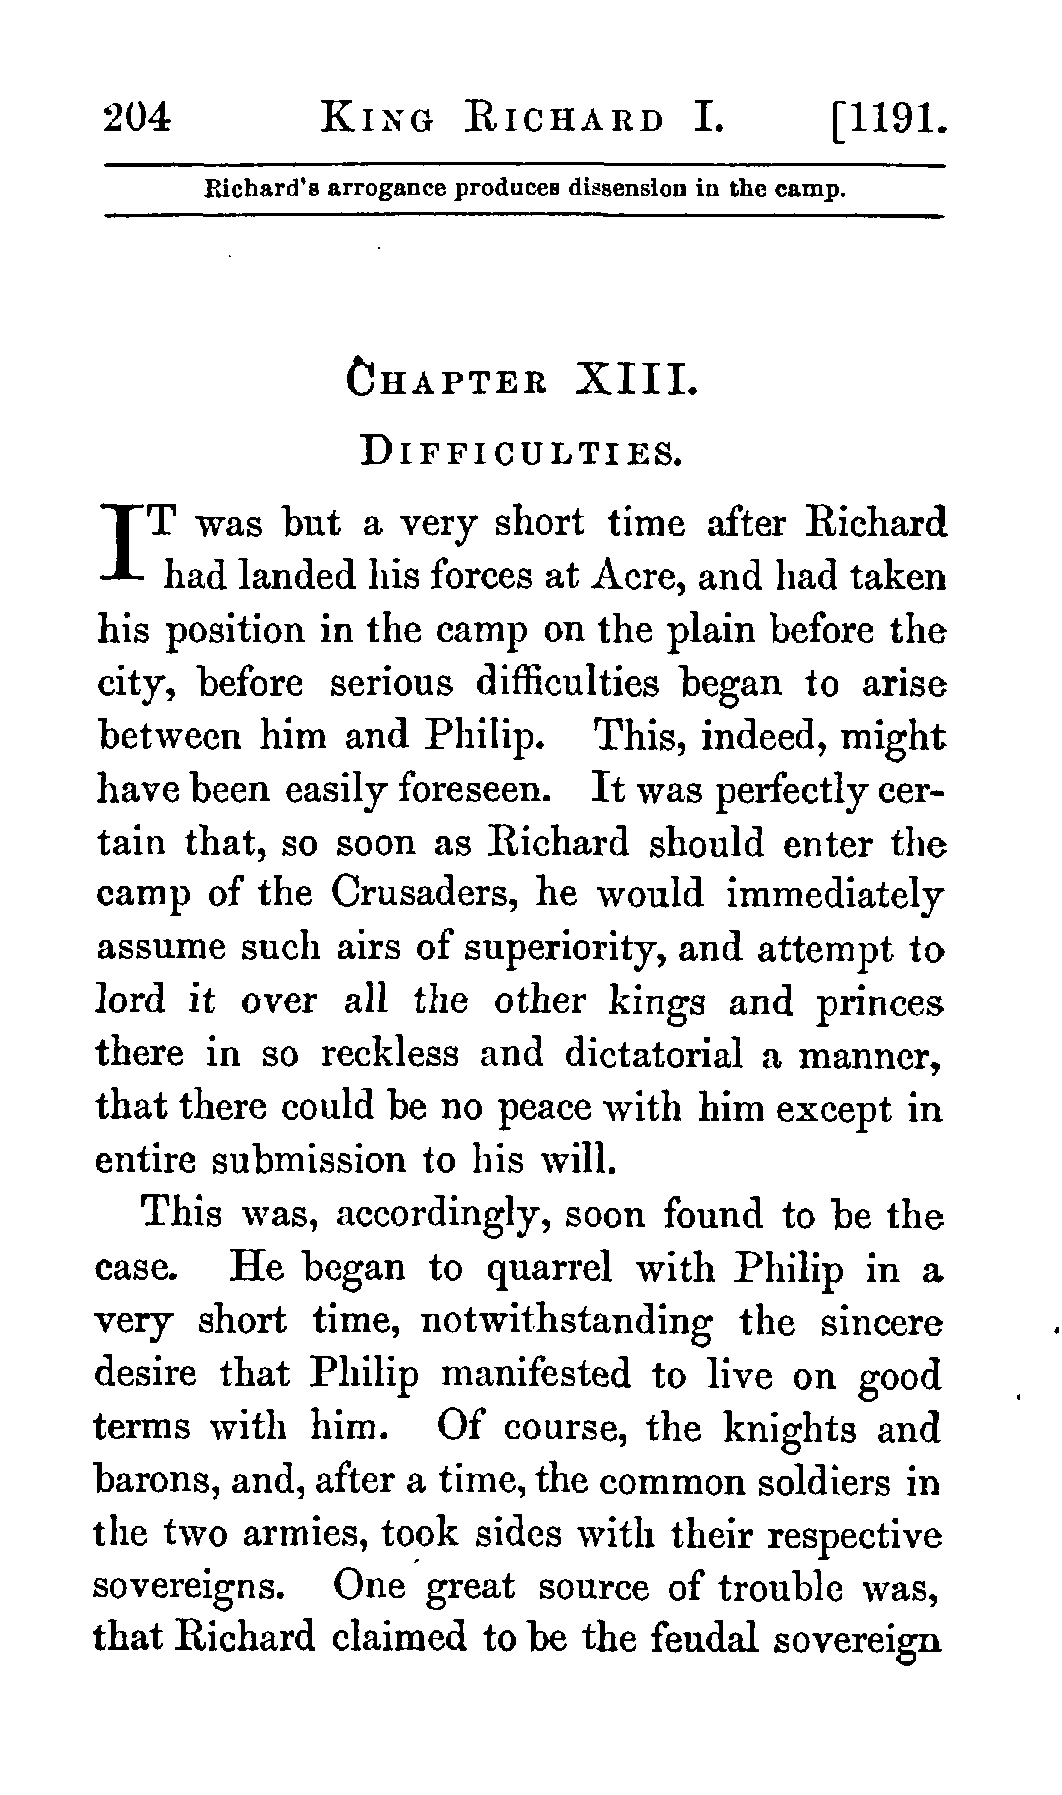 204 KING RICHARD I. [1191.
Richard's arrogance produces dissension in the camp.
CHAPTER XIII.
DIFFICULTIES.
IT was but a very short time after Richard
had landed his forces at Acre, and had taken
his position in the camp on the plain before the
city, before serious difficulties began to arise
between him and Philip. This, indeed, might
have been easily foreseen. It was perfectly cer-
tain that, so soon as Richard should enter the
camp of the Crusaders, he would immediately
assume such airs of superiority, and attempt to
lord it over all the other kings and princes
there in so reckless and dictatorial a manner,
that there could be no peace with him except in
entire submission to his will.
This was, accordingly, soon found to be the
case. He began to quarrel with Philip in a
very short time, notwithstanding the sincere
desire that Philip manifested to live on good
terms with him. Of course, the knights and
barons, and, after a time, the common soldiers in
the two armies, took sides with their respective
sovereigns. One great source of trouble was,
that Richard claimed to be the feudal sovereign